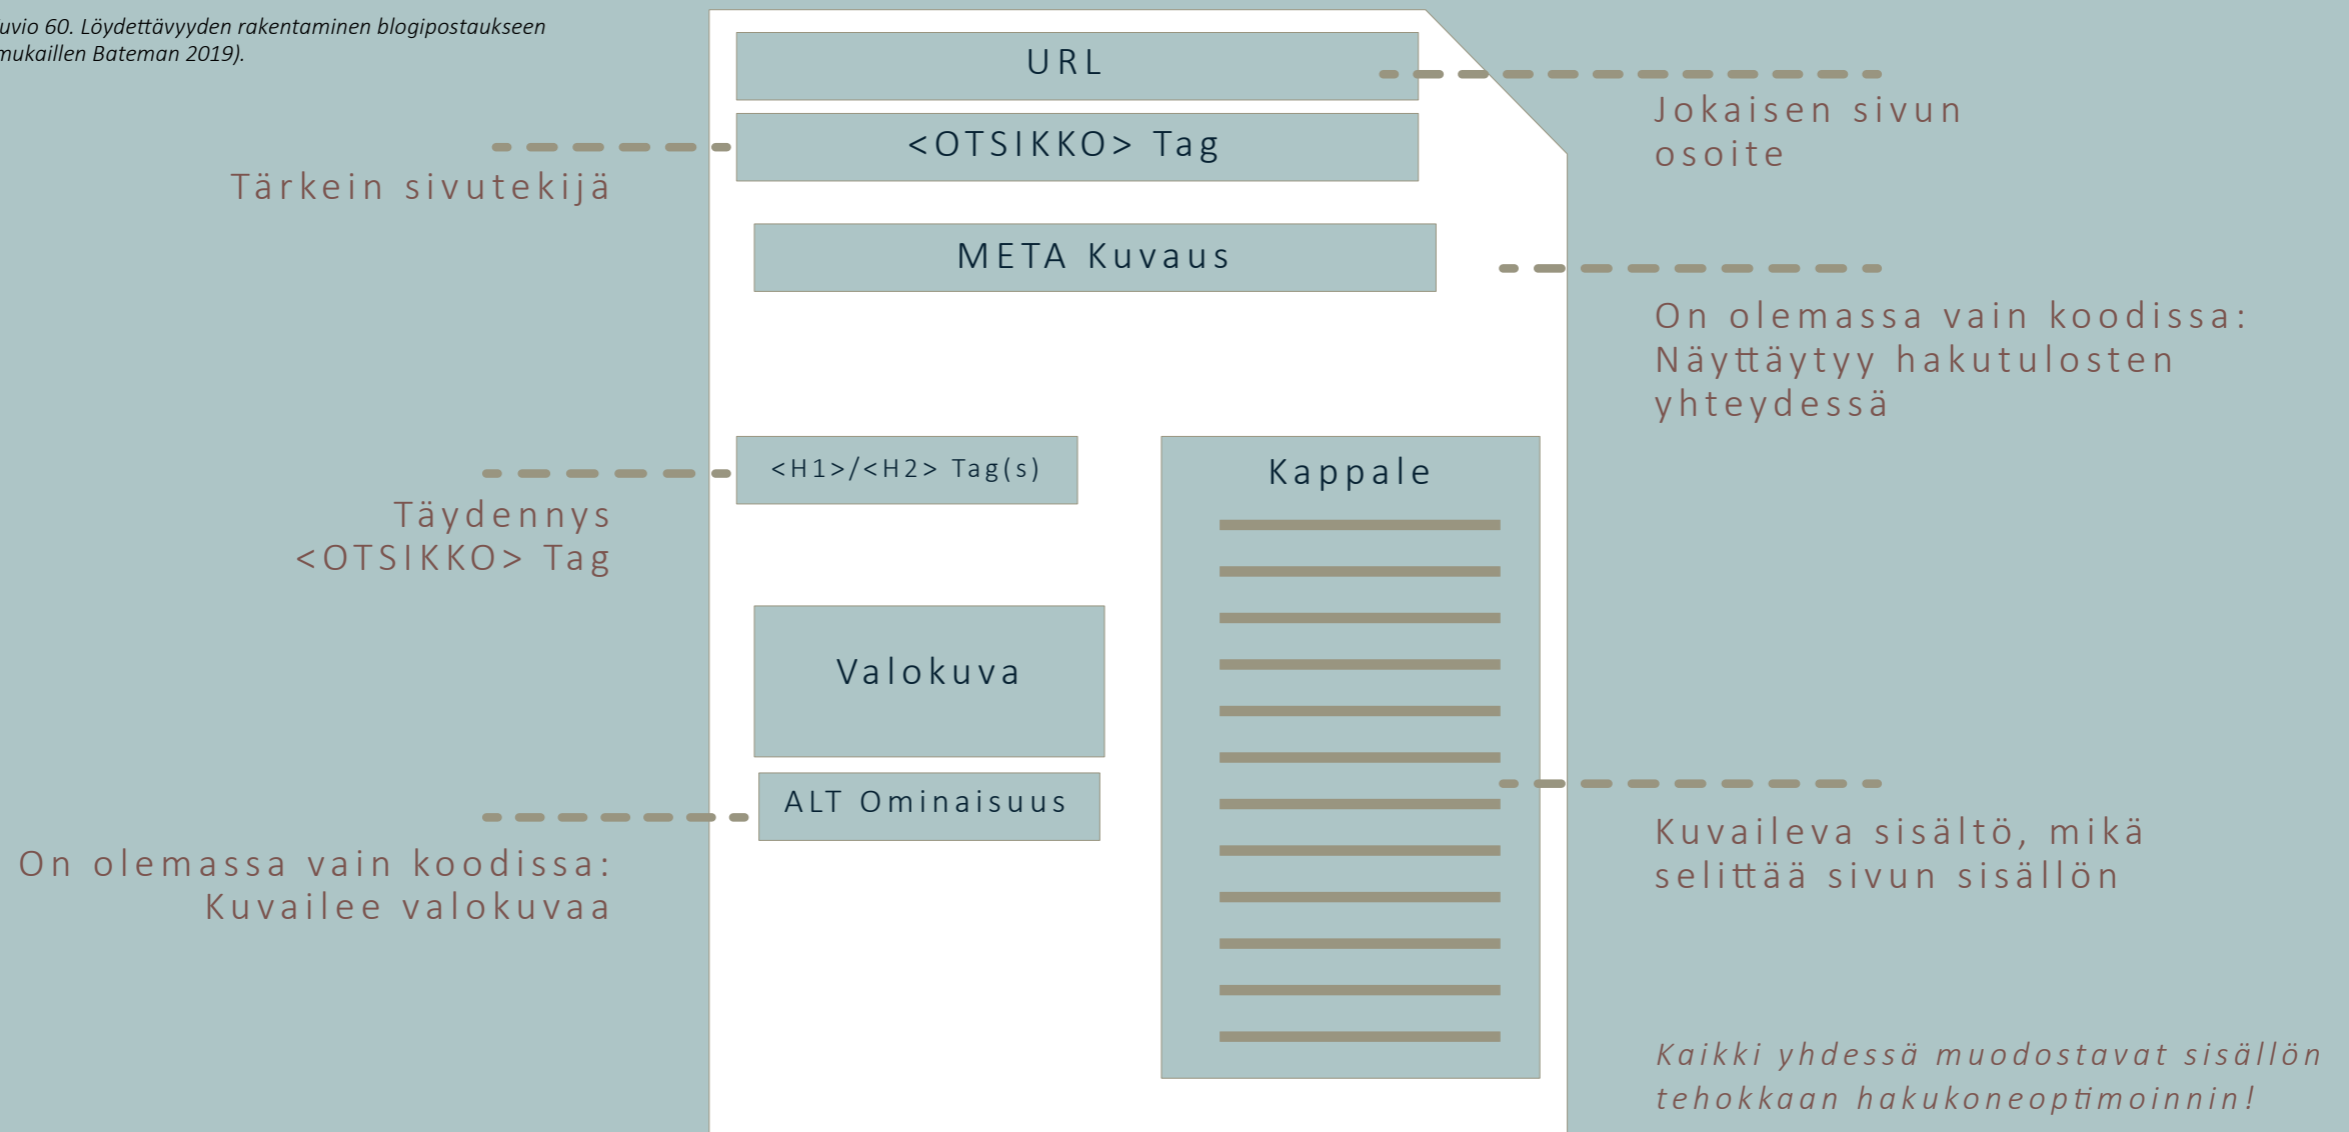 uvio 60. Löydettävyyden rakentaminen blogipostaukseen
mukaillen Bateman 2019).
URL
Jokaisen sivun
osoite
<OTSIKKO> Tag
Tärkein sivutekijä
META Kuvaus
On olemassa vain koodissa:
Näyttäytyy hakutulosten
yhteydessä
<H1>/<H2> Tag(s)
Täydennys
<OTSIKKO> Tag
Kappale
Valokuva
ALT Ominaisuus
On olemassa vain koodissa:
Kuvailee valokuvaa
Kuvaileva sisältö, mikä
selittää sivun sisällön
Kaikki yhdessä muodostavat sisällön
tehokkaan hakukoneoptimoinnin!